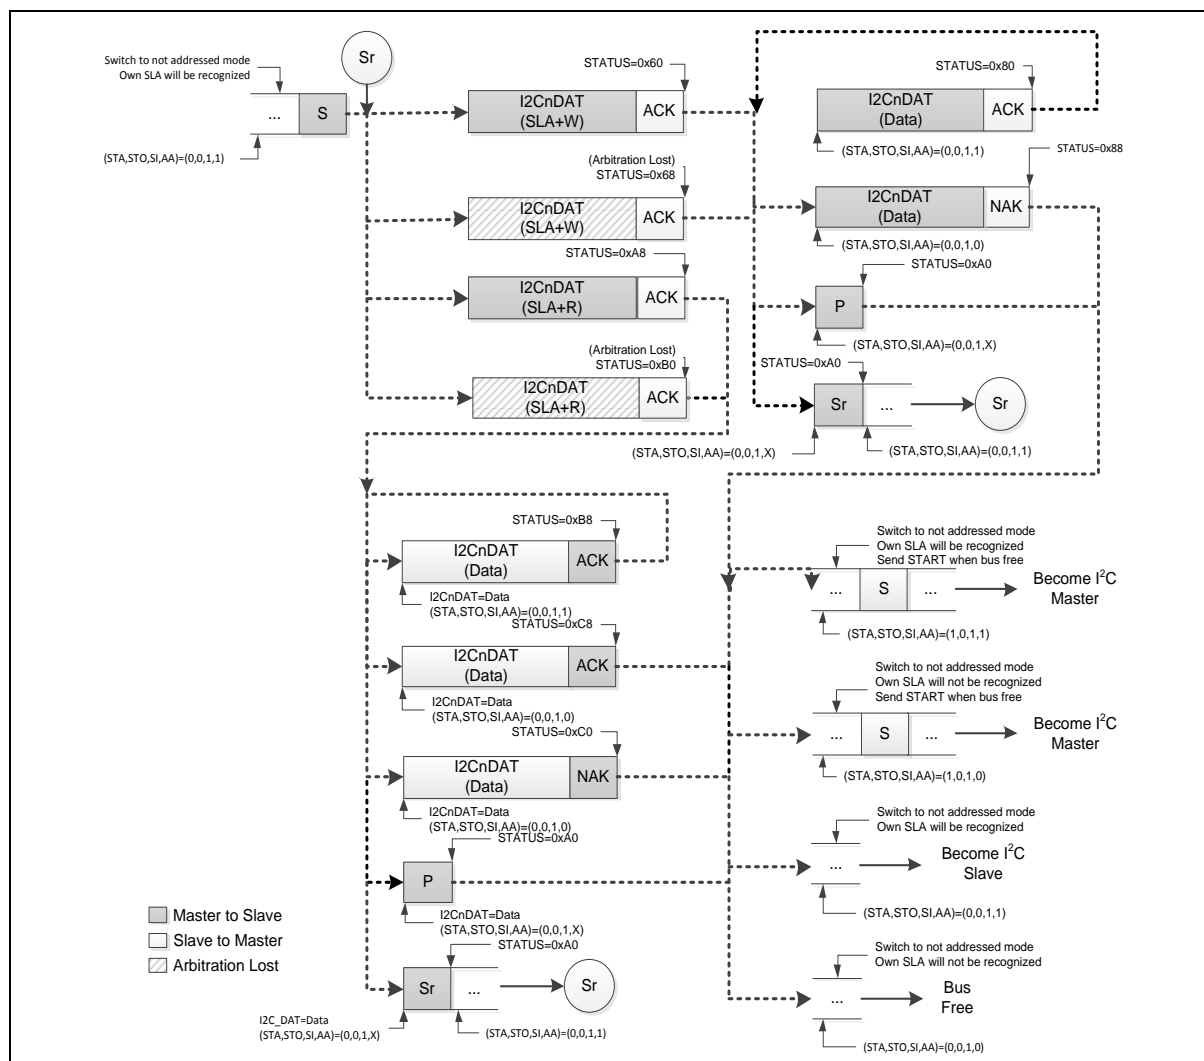 Switch to not addressed mode
Own SLA will be recognized
...
S
(STA,STO,SI,AA)=(0,0,1,1)
Sr
STATUS=0x60
I2CnDAT
(SLA+W)
ACK
(Arbitration Lost)
STATUS=0x68
I2CnDAT
(SLA+W)
ACK
STATUS=0xA8
I2CnDAT
(SLA+R)
ACK
(Arbitration Lost)
STATUS=0xB0
I2CnDAT
(SLA+R)
ACK
STATUS=0x80
I2CnDAT
(Data)
ACK
(STA,STO,SI,AA)=(0,0,1,1)
STATUS=0x88
I2CnDAT
(Data)
NAK
(STA,STO,SI,AA)=(0,0,1,0)
STATUS=0xA0
P
(STA,STO,SI,AA)=(0,0,1,X)
STATUS=0xA0
Sr
...
Sr
(STA,STO,SI,AA)=(0,0,1,X)
(STA,STO,SI,AA)=(0,0,1,1)
STATUS=0xB8
I2CnDAT
(Data)
ACK
I2CnDAT=Data
(STA,STO,SI,AA)=(0,0,1,1)
STATUS=0xC8
I2CnDAT
(Data)
ACK
I2CnDAT=Data
(STA,STO,SI,AA)=(0,0,1,0)
STATUS=0xC0
I2CnDAT
(Data)
NAK
I2CnDAT=Data
(STA,STO,SI,AA)=(0,0,1,0)
STATUS=0xA0
P
I2CnDAT=Data
(STA,STO,SI,AA)=(0,0,1,X)
STATUS=0xA0
Sr
...
Sr
I2C_DAT=Data
(STA,STO,SI,AA)=(0,0,1,X)
(STA,STO,SI,AA)=(0,0,1,1)
Switch to not addressed mode
Own SLA will be recognized
Send START when bus free
...
S
...
Become I²C
Master
(STA,STO,SI,AA)=(1,0,1,1)
Switch to not addressed mode
Own SLA will not be recognized
Send START when bus free
...
S
...
Become I²C
Master
(STA,STO,SI,AA)=(1,0,1,0)
Switch to not addressed mode
Own SLA will be recognized
...
Become I²C
Slave
(STA,STO,SI,AA)=(0,0,1,1)
Switch to not addressed mode
Own SLA will not be recognized
...
Bus
Free
(STA,STO,SI,AA)=(0,0,1,0)
Master to Slave
Slave to Master
Arbitration Lost